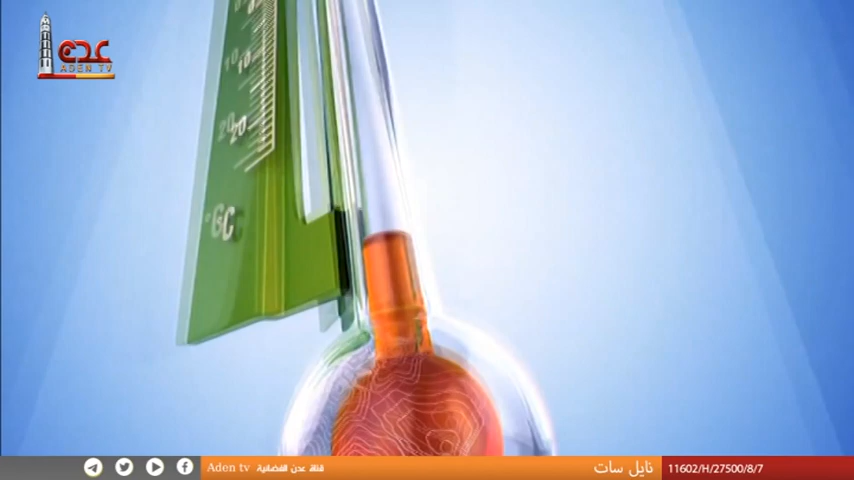 عدن
ADEN TV
10
20
°C
Aden tv قناة عدن الفضائية
نايل سات
11602/H/27500/8/7